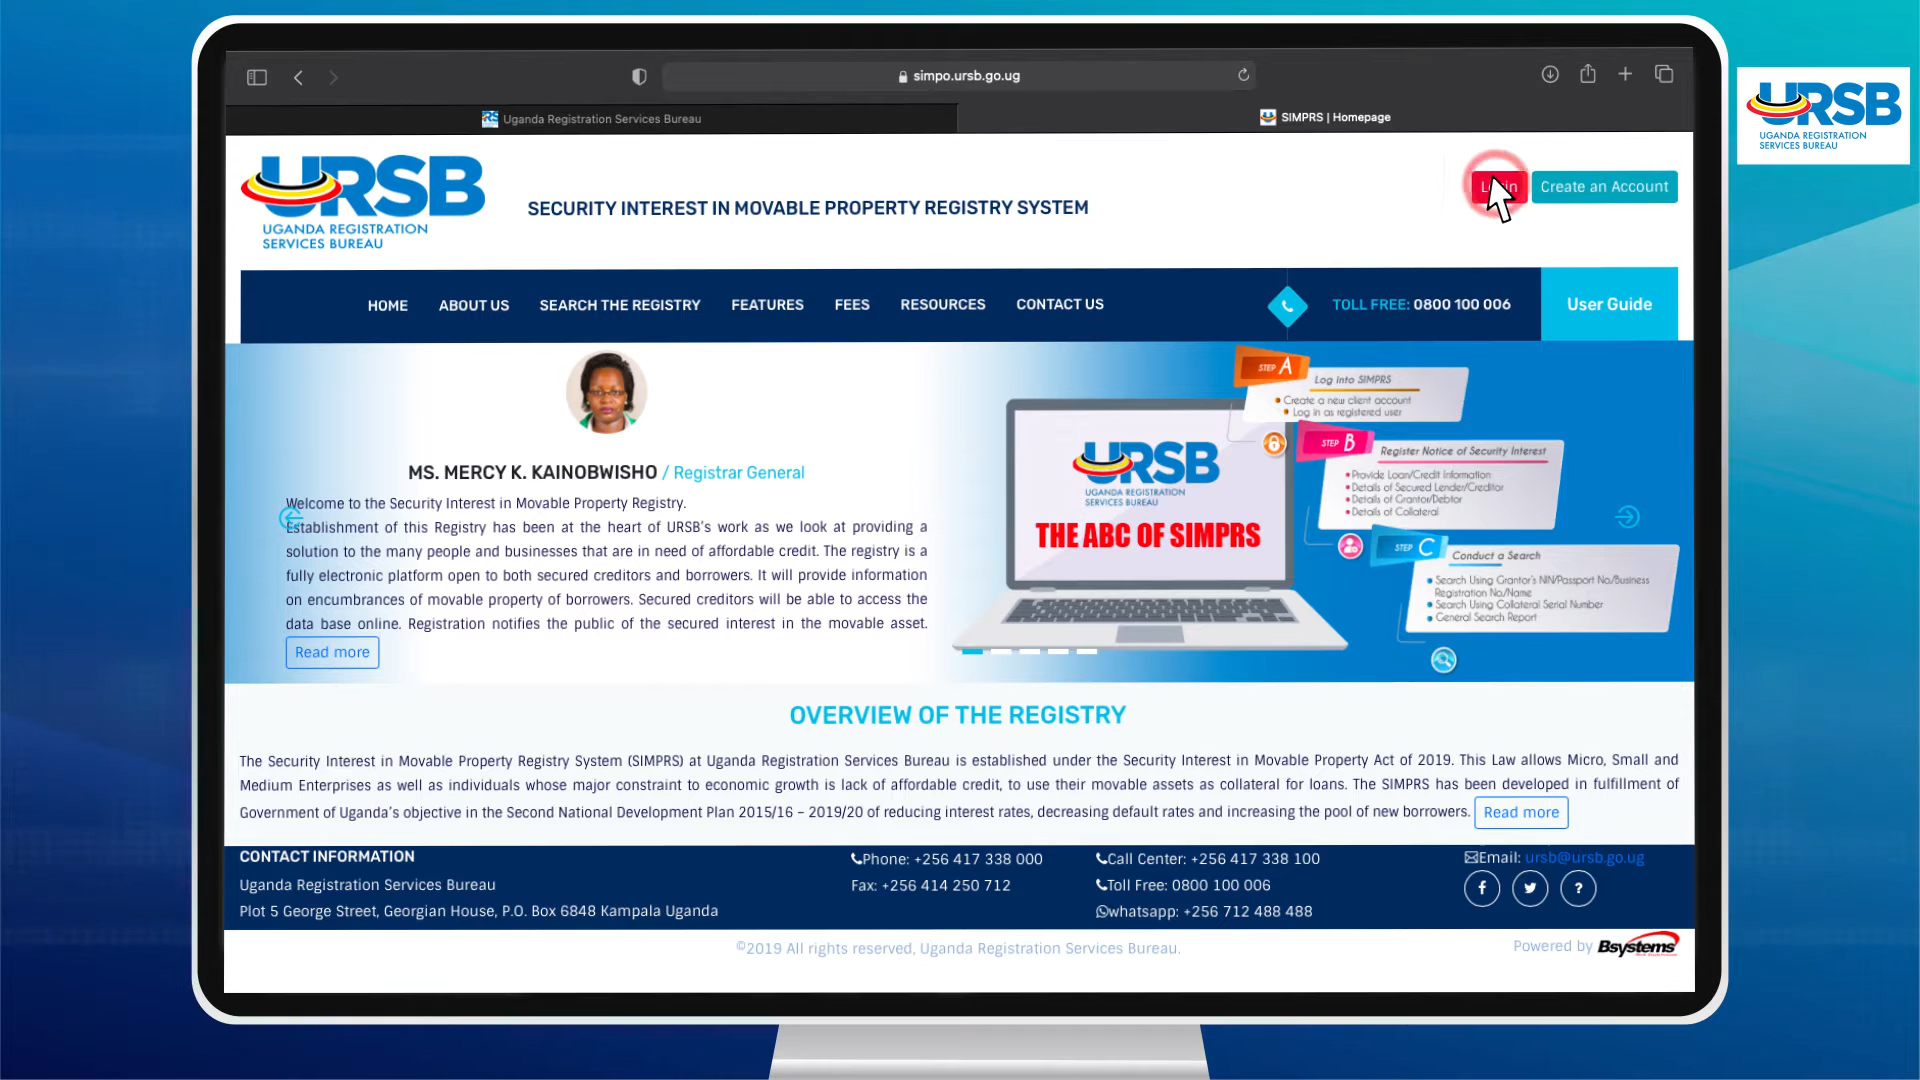 simpo.ursb.go.ug
Uganda Registration Services Bureau
SIMPRS | Homepage
URSB
UGANDA REGISTRATION
SERVICES BUREAU
URSB
UGANDA REGISTRATION
SERVICES BUREAU
SECURITY INTEREST IN MOVABLE PROPERTY REGISTRY SYSTEM
Create an Account
HOME ABOUT US SEARCH THE REGISTRY FEATURES FEES RESOURCES CONTACT US
TOLL FREE: 0800 100 006
User Guide
MS. MERCY K. KAINOBWISHO / Registrar General
Welcome to the Security Interest in Movable Property Registry.
Establishment of this Registry has been at the heart of URSB's work as we look at providing a
solution to the many people and businesses that are in need of affordable credit. The registry is a
fully electronic platform open to both secured creditors and borrowers. It will provide information
on encumbrances of movable property of borrowers. Secured creditors will be able to access the
data base online. Registration notifies the public of the secured interest in the movable asset.
Read more
URSB
UGANDA REGISTRATION
SERVICES BUREAU
THE ABC OF SIMPRS
STEP A
Log into SIMPRS
Create a new client account
Log in as registered user
STEP B
Register Notice of Security Interest
Provide Loan/Credit Information
Details of Secured Lender/Creditor
Details of Grantor/Debtor
Details of Collateral
STEP C
Conduct a Search
Search Using Grantor's NIN/Passport No/Business
Registration No/Name
Search Using Collateral Serial Number
General Search Report
OVERVIEW OF THE REGISTRY
The Security Interest in Movable Property Registry System (SIMPRS) at Uganda Registration Services Bureau is established under the Security Interest in Movable Property Act of 2019. This Law allows Micro, Small and
Medium Enterprises as well as individuals whose major constraint to economic growth is lack of affordable credit, to use their movable assets as collateral for loans. The SIMPRS has been developed in fulfillment of
Government of Uganda's objective in the Second National Development Plan 2015/16 – 2019/20 of reducing interest rates, decreasing default rates and increasing the pool of new borrowers. Read more
CONTACT INFORMATION
Uganda Registration Services Bureau
Plot 5 George Street, Georgian House, P.O. Box 6848 Kampala Uganda
Phone: +256 417 338 000
Fax: +256 414 250 712
Call Center: +256 417 338 100
Toll Free: 0800 100 006
whatsapp: +256 712 488 488
Email: ursb@ursb.go.ug
©2019 All rights reserved, Uganda Registration Services Bureau.
Powered by Bsystems